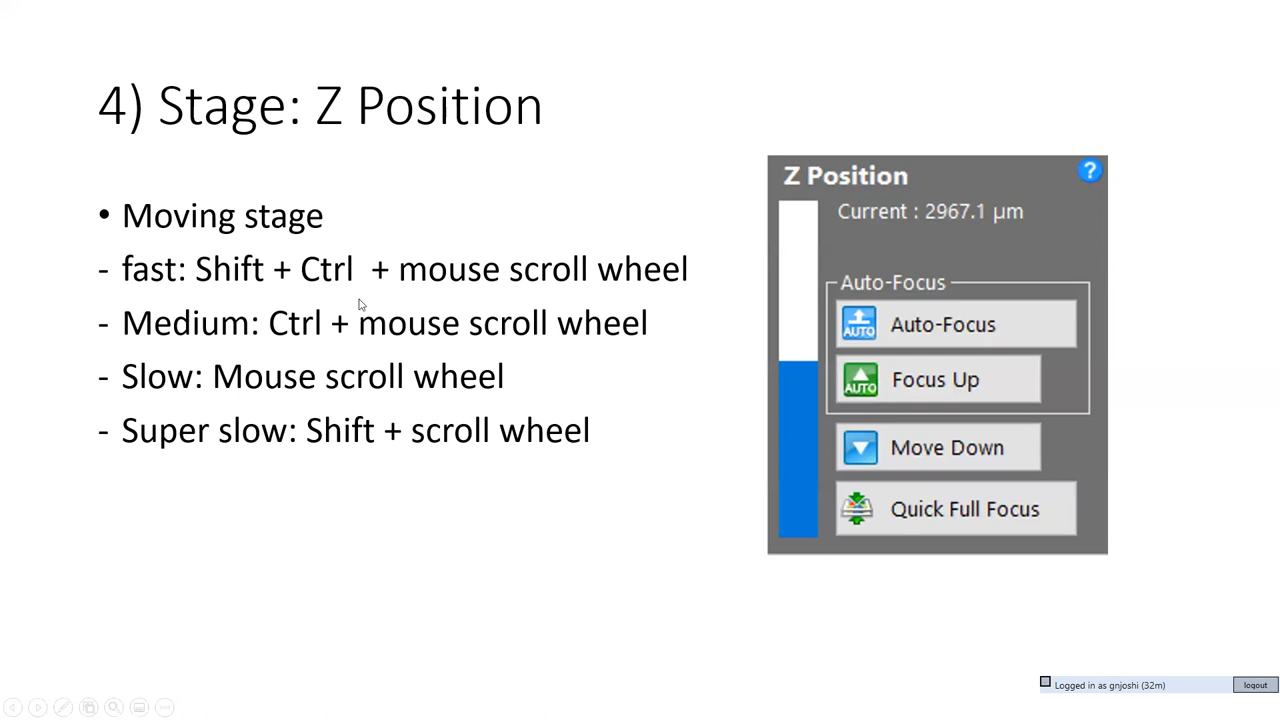 4) Stage: Z Position
• Moving stage
- fast: Shift + Ctrl  + mouse scroll wheel
- Medium: Ctrl + mouse scroll wheel
- Slow: Mouse scroll wheel
- Super slow: Shift + scroll wheel
Z Position
?
Current : 2967.1 µm
Auto-Focus
AUTO Auto-Focus
AUTO Focus Up
Move Down
Quick Full Focus
Logged in as gnjoshi (32m)
logout